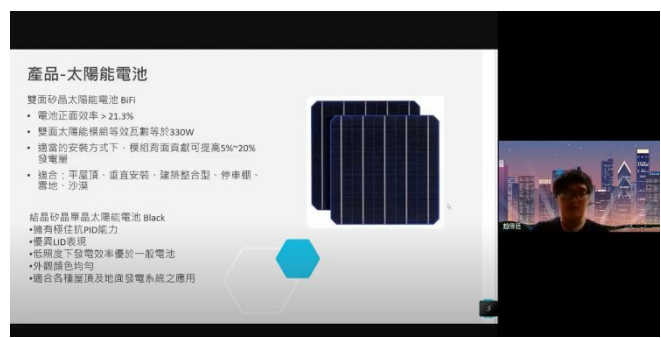 產品-太陽能電池
雙面矽晶太陽能電池 BiFi
• 電池正面效率 > 21.3%
• 雙面太陽能模組等效瓦數等於330W
• 適當的安裝方式下、模組背面貢獻可提高5%~20%
發電量
• 適合：平屋頂、垂直安裝、建築整合型、停車棚、
雪地、沙漠
結晶矽晶單晶太陽能電池 Black
•擁有極佳抗PID能力
•優異LID表現
•低照度下發電效率優於一般電池
•外觀顏色均勻
•適合各種屋頂及地面發電系統之應用